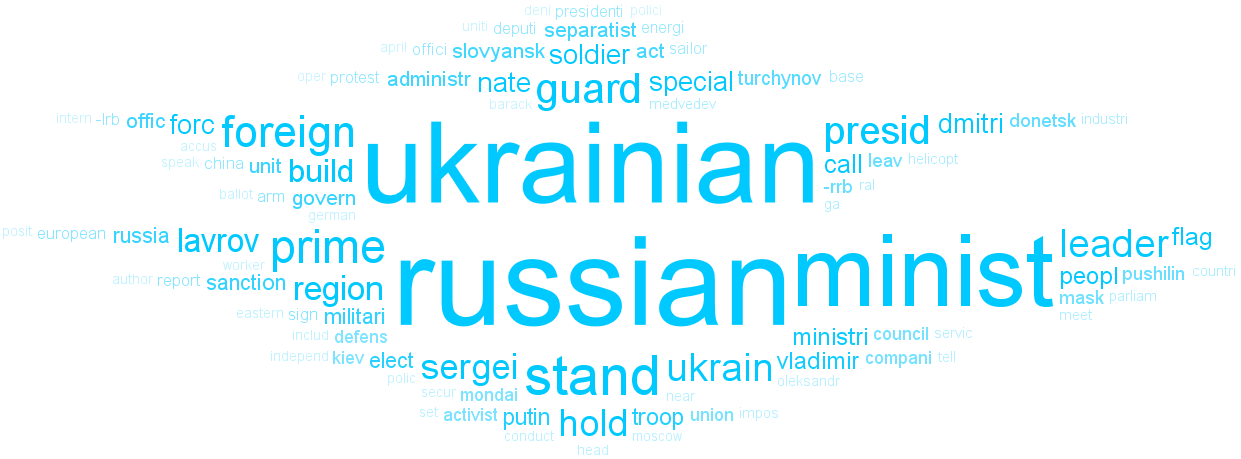 deni presidenti polici
uniti deputi separatist energi
april offici slovyansk soldier act sailor
oper protest administr nate guard special turchynov base
barack medvedev
intern -lrb offic forc foreign ukrainian presid dmitri donetsk industri
accus
speak china unit build call leav helicopt
ballot arm govern -rrb ral
german ga
posit european russia lavrov prime russian minist leader flag
worker
author report sanction region peopl pushilin countri
mask parliam
eastern sign militari meet
includ defens ministri council servic
independ kiev elect sergei stand ukrain vladimir compani tell
polic oleksandr
secur mondai near
set activist putin hold troop union impos
conduct moscow
head